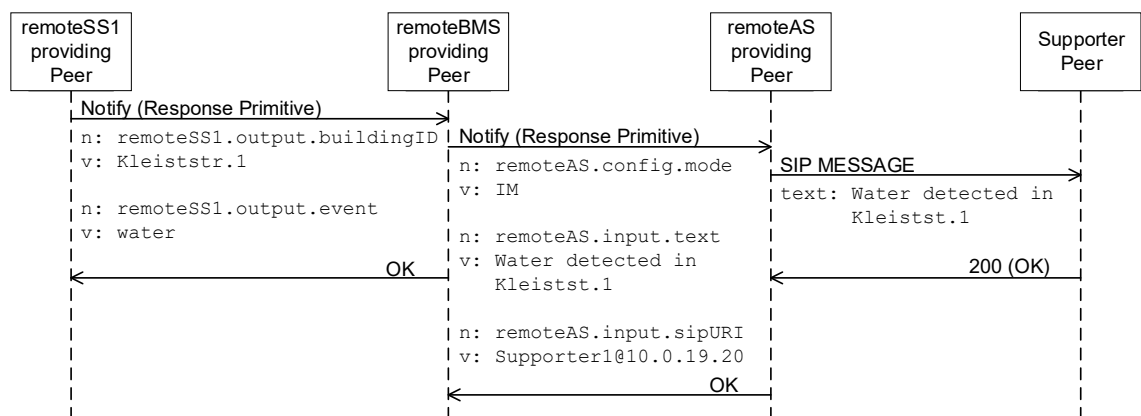 remoteSS1
providing
Peer
remoteBMS
providing
Peer
remoteAS
providing
Peer
Supporter
Peer
Notify (Response Primitive)
n: remoteSS1.output.buildingID
v: Kleiststr.1
n: remoteSS1.output.event
v: water
OK
Notify (Response Primitive)
n: remoteAS.config.mode
v: IM
n: remoteAS.input.text
v: Water detected in
Kleistst.1
n: remoteAS.input.sipURI
v: Supporter1@10.0.19.20
OK
SIP MESSAGE
text: Water detected in
Kleistst.1
200 (OK)